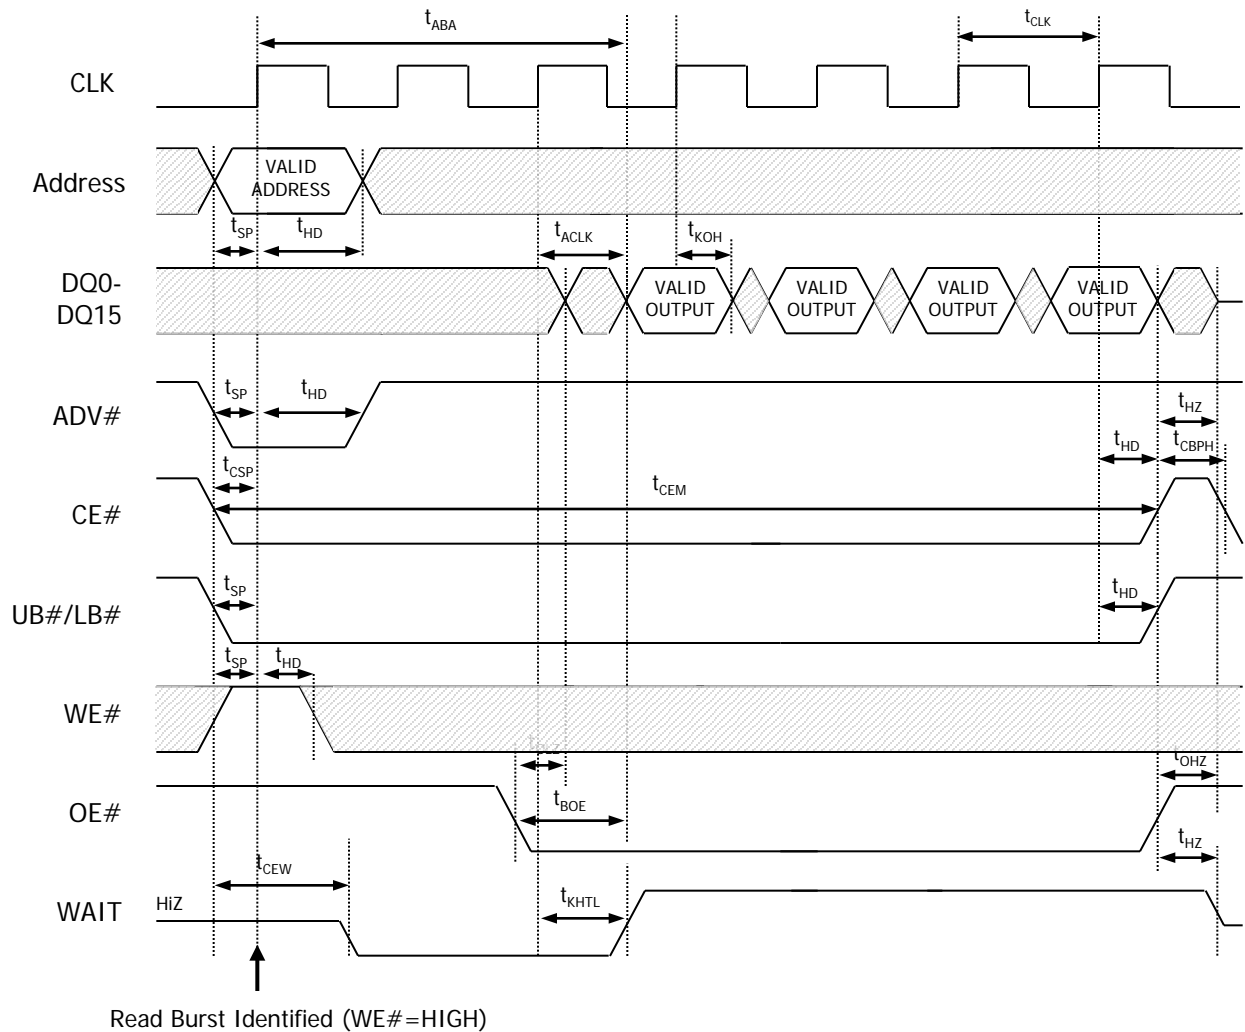 tABA
tCLK
CLK
VALID
ADDRESS
Address
tSP
tHD
tACLK
tKOH
DQ0-
DQ15
VALID
OUTPUT
VALID
OUTPUT
VALID
OUTPUT
VALID
OUTPUT
tSP
tHD
ADV#
tHZ
tHD
tCBPH
tCSP
tCEM
CE#
tSP
tHD
UB#/LB#
tSP
tHD
WE#
tOHZ
OE#
tBOE
tHZ
tCEW
HiZ
WAIT
tKHTL
Read Burst Identified (WE#=HIGH)